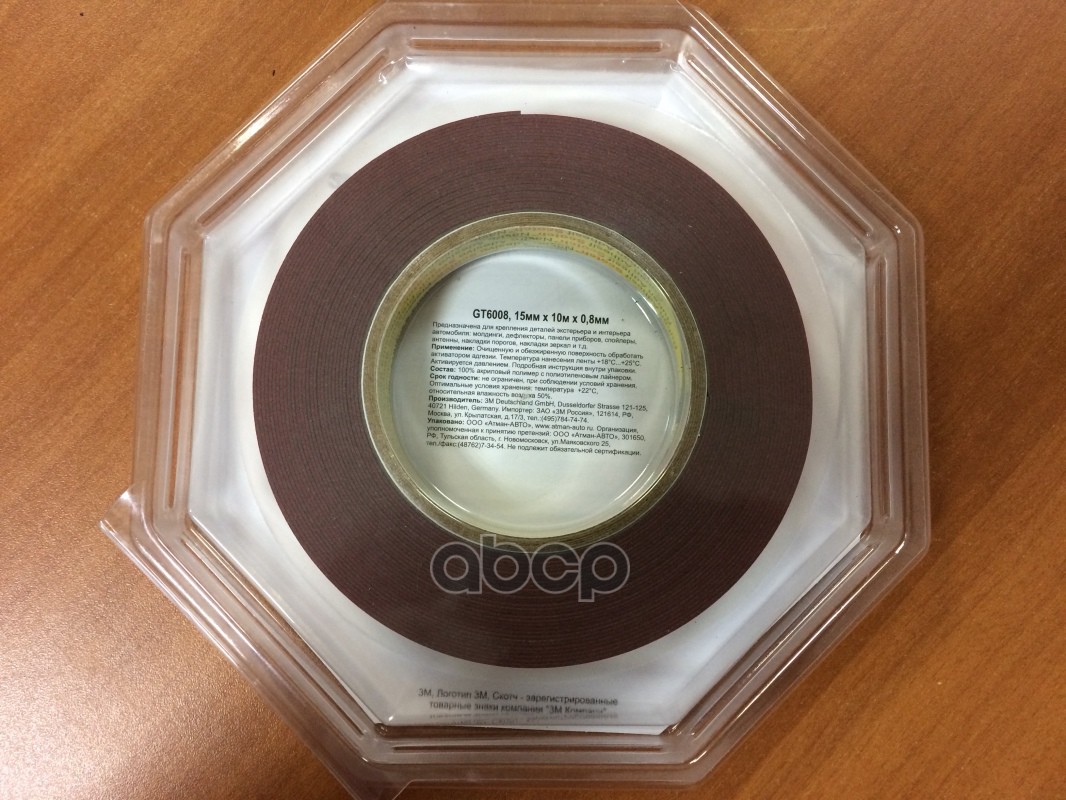 GT6008, 15мм х 10м х 0,8мм
Предназначена для крепления деталей экстерьера и интерьера
автомобиля: молдинги, дефлекторы, панели приборов, спойлеры,
антенны, накладки порогов, накладки зеркал и т.д.
Применение: Очищенную и обезжиренную поверхность обработать
активатором адгезии. Температура нанесения ленты +18°С...+25°С.
Активируется давлением. Подробная инструкция внутри упаковки.
Состав: 100% акриловый полимер с полиэтиленовым лайнером.
Срок годности: не ограничен, при соблюдении условий хранения.
Оптимальные условия хранения: температура +22°С,
относительная влажность воздуха 50%.
Производитель: 3M Deutschland GmbH, Dusseldorfer Strasse 121-125,
40721 Hilden, Germany. Импортер: ЗАО «3М Россия», 121614, РФ,
Москва, ул. Крылатская, д.17/3, тел.:(495)784-74-74.
Упаковано: ООО «Атман-АВТО», www.atman-auto.ru. Организация,
уполномоченная к принятию претензий: ООО «Атман-АВТО», 301650,
РФ, Тульская область, г. Новомосковск, ул.Маяковского 25,
тел./факс:(48762)7-34-54. Не подлежит обязательной сертификации.
abcp
3М, Логотип 3М, Скотч - зарегистрированные
товарные знаки компании "3М Компани"